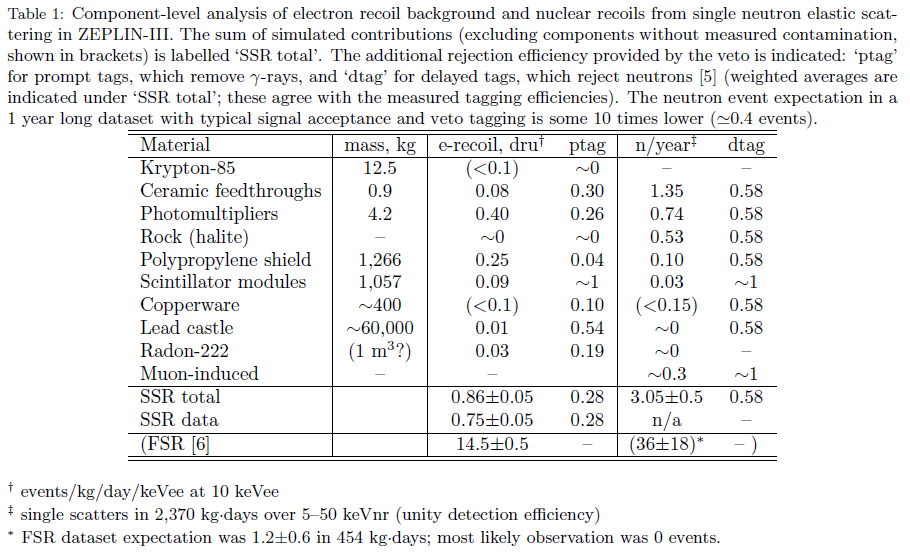 Table 1: Component-level analysis of electron recoil background and nuclear recoils from single neutron elastic scat-
tering in ZEPLIN-III. The sum of simulated contributions (excluding components without measured contamination,
shown in brackets) is labelled ‘SSR total’. The additional rejection efficiency provided by the veto is indicated: ‘ptag’
for prompt tags, which remove γ-rays, and ‘dtag’ for delayed tags, which reject neutrons [5] (weighted averages are
indicated under ‘SSR total’; these agree with the measured tagging efficiencies). The neutron event expectation in a
1 year long dataset with typical signal acceptance and veto tagging is some 10 times lower (≃0.4 events).
Material mass, kg e-recoil, dru† ptag n/year‡ dtag
Krypton-85 12.5 (<0.1) ∼0 – –
Ceramic feedthroughs 0.9 0.08 0.30 1.35 0.58
Photomultipliers 4.2 0.40 0.26 0.74 0.58
Rock (halite) – ∼0 ∼0 0.53 0.58
Polypropylene shield 1,266 0.25 0.04 0.10 0.58
Scintillator modules 1,057 0.09 ∼1 0.03 ∼1
Copperware ∼400 (<0.1) 0.10 (<0.15) 0.58
Lead castle ∼60,000 0.01 0.54 ∼0 0.58
Radon-222 (1 m³?) 0.03 0.19 ∼0 –
Muon-induced – – ∼0.3 ∼1
SSR total 0.86±0.05 0.28 3.05±0.5 0.58
SSR data 0.75±0.05 0.28 n/a –
(FSR [6] 14.5±0.5 – (36±18)* – )
† events/kg/day/keVee at 10 keVee
‡ single scatters in 2,370 kg·days over 5–50 keVnr (unity detection efficiency)
* FSR dataset expectation was 1.2±0.6 in 454 kg·days; most likely observation was 0 events.